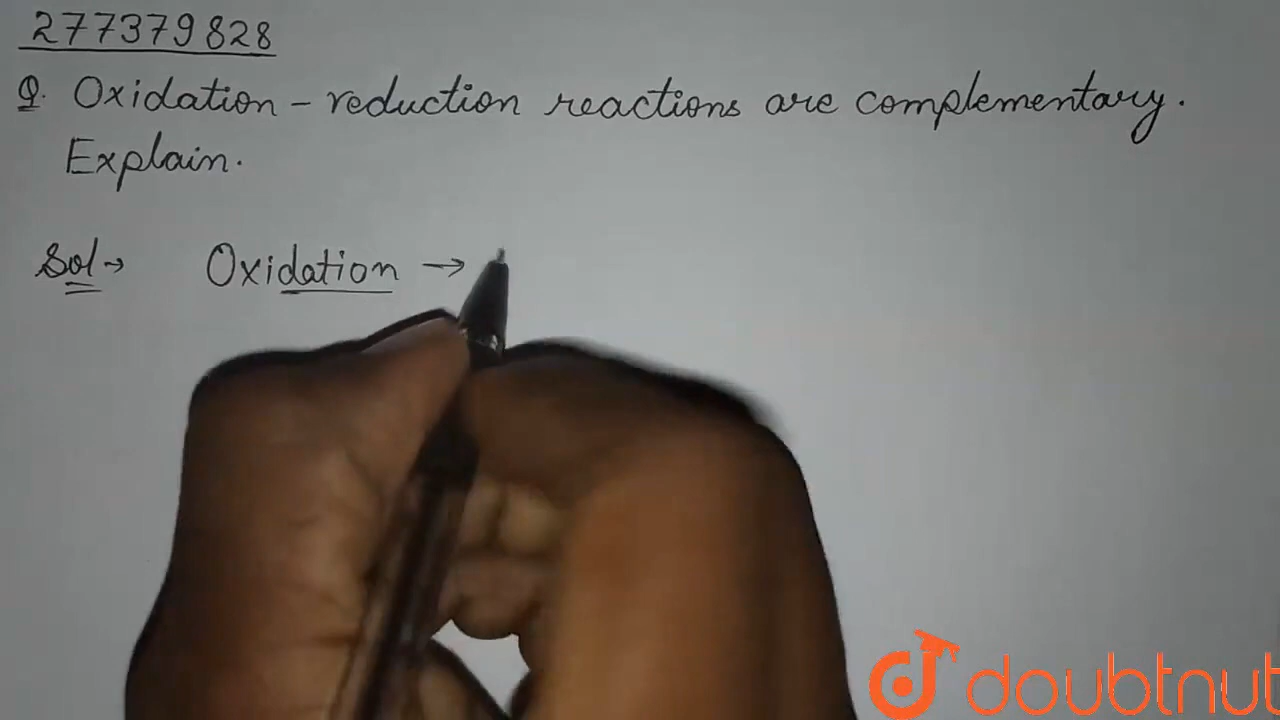 277379828
Q. Oxidation - reduction reactions are complementary.
Explain.
Sol → Oxidation →
doubtnut